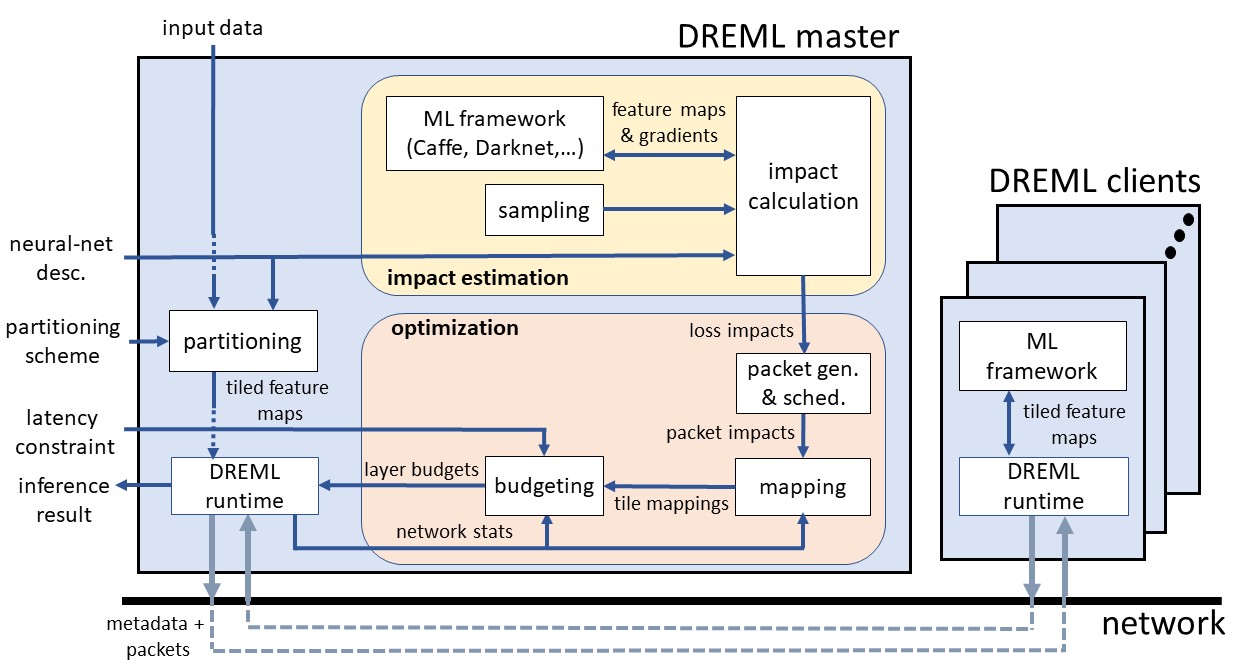 input data
DREML master
ML framework
(Caffe, Darknet,...)
feature maps
& gradients
impact
calculation
sampling
neural-net
desc.
impact estimation
partitioning
scheme
partitioning
tiled feature
maps
optimization
loss impacts
packet gen.
& sched.
packet impacts
latency
constraint
inference
result
DREML
runtime
layer budgets
budgeting
tile mappings
mapping
network stats
DREML clients
ML
framework
tiled feature
maps
DREML
runtime
metadata +
packets
network